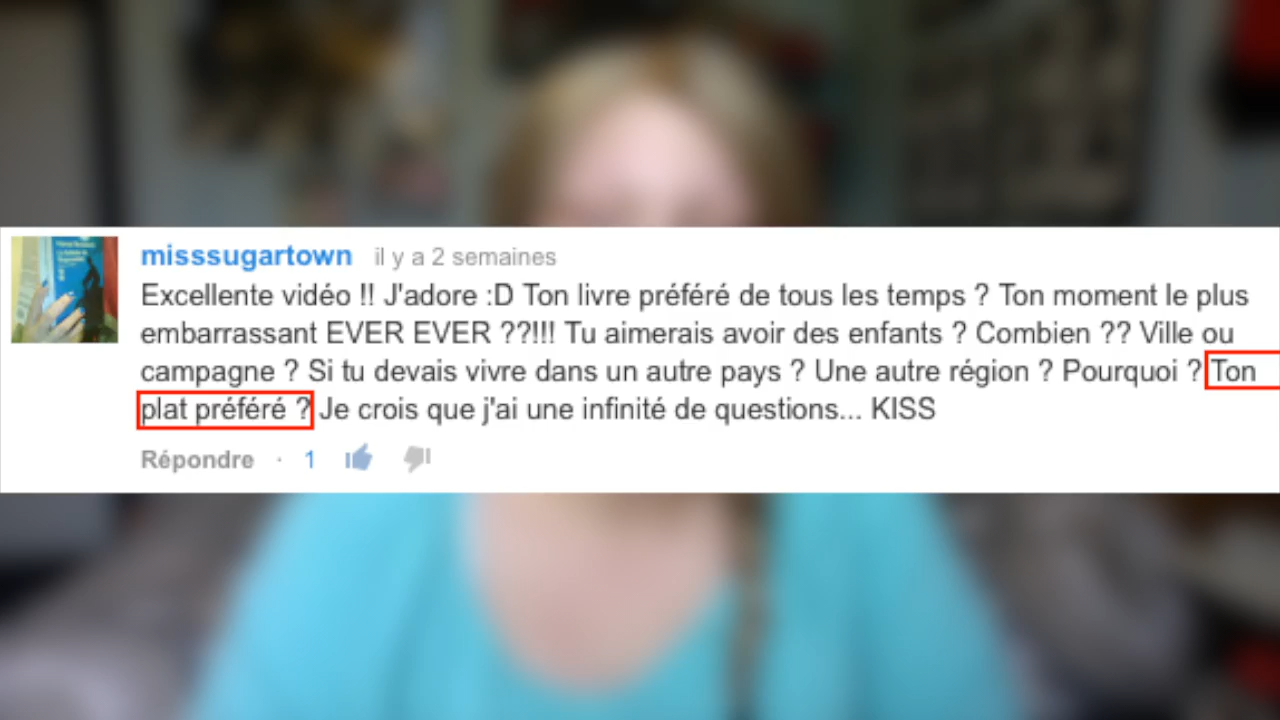 misssugartown il y a 2 semaines
Excellente vidéo !! J'adore :D Ton livre préféré de tous les temps ? Ton moment le plus
embarrassant EVER EVER ??!!! Tu aimerais avoir des enfants ? Combien ?? Ville ou
campagne ? Si tu devais vivre dans un autre pays ? Une autre région ? Pourquoi ? Ton
plat préféré ? Je crois que j'ai une infinité de questions... KISS
Répondre · 1